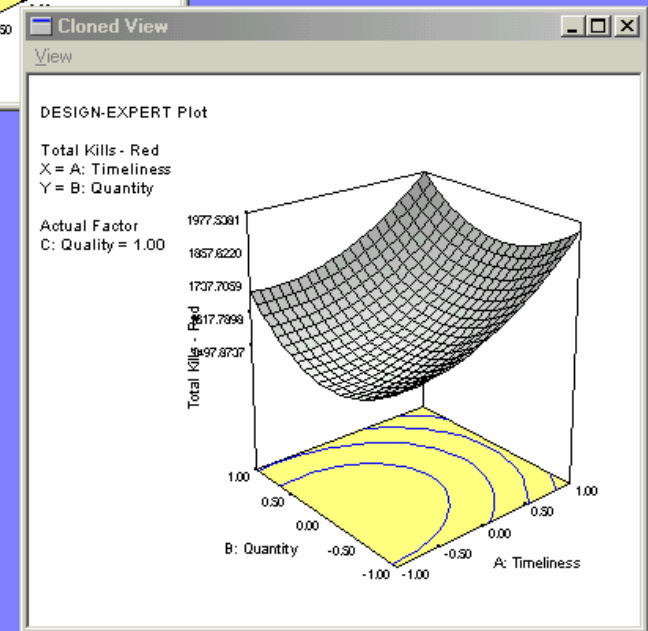 50
Cloned View
View
DESIGN-EXPERT Plot
Total Kills - Red
X = A: Timeliness
Y = B: Quantity
Actual Factor
C: Quality = 1.00
1977.5381
1857.6220
1737.7059
Total Kills - Red
1.00
0.50
0.00
-0.50
-1.00
B: Quantity
-1.00
-0.50
0.00
0.50
1.00
A: Timeliness